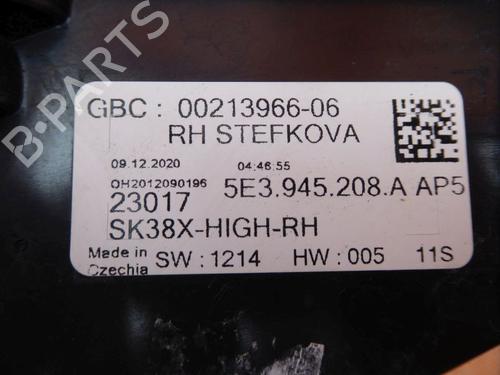 B-PARTS
GBC : 00213966-06
RH STEFKOVA
09.12.2020 04:46:55
OH2012090196 5E3.945.208.A AP5
23017
SK38X-HIGH-RH
Made in Czechia SW : 1214 HW : 005 11S